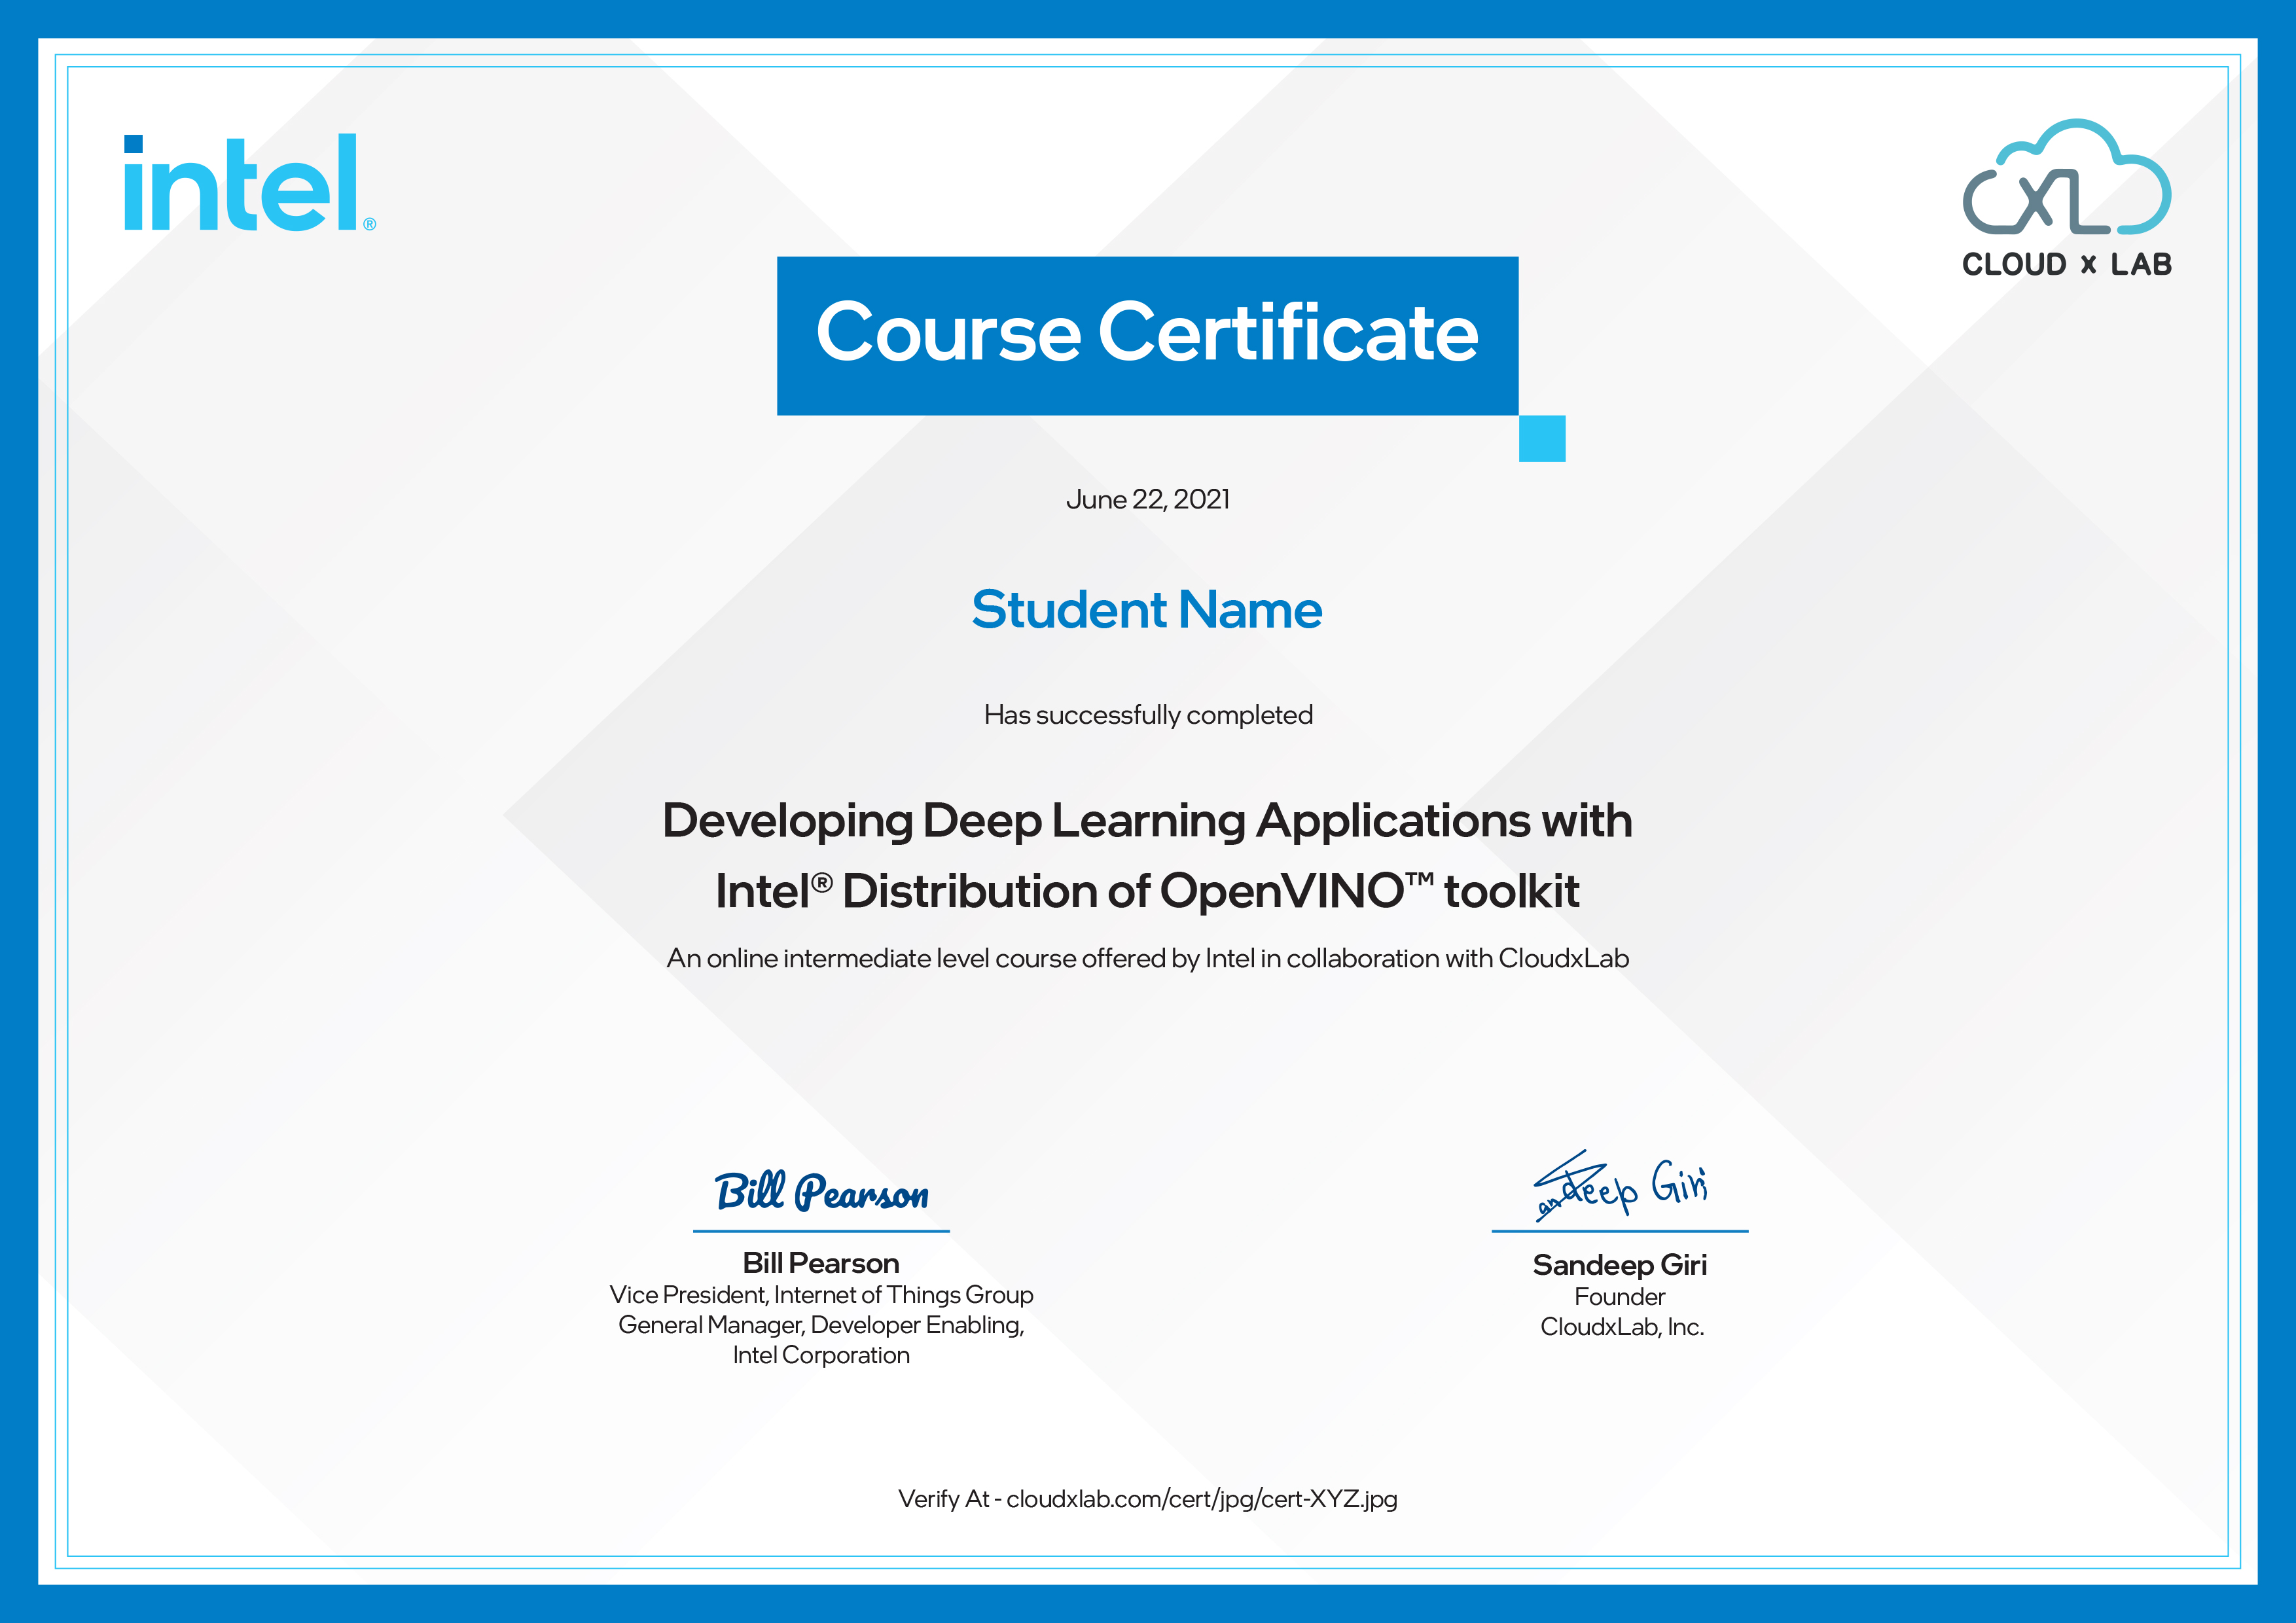 intel®
CXL
CLOUD x LAB
Course Certificate
June 22, 2021
Student Name
Has successfully completed
Developing Deep Learning Applications with
Intel® Distribution of OpenVINO™ toolkit
An online intermediate level course offered by Intel in collaboration with CloudxLab
Bill Pearson
Bill Pearson
Vice President, Internet of Things Group
General Manager, Developer Enabling,
Intel Corporation
Sandeep Giri
Sandeep Giri
Founder
CloudxLab, Inc.
Verify At - cloudxlab.com/cert/jpg/cert-XYZ.jpg